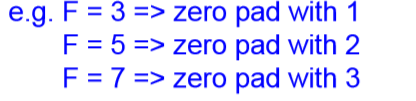 e.g. F = 3 => zero pad with 1
F = 5 => zero pad with 2
F = 7 => zero pad with 3